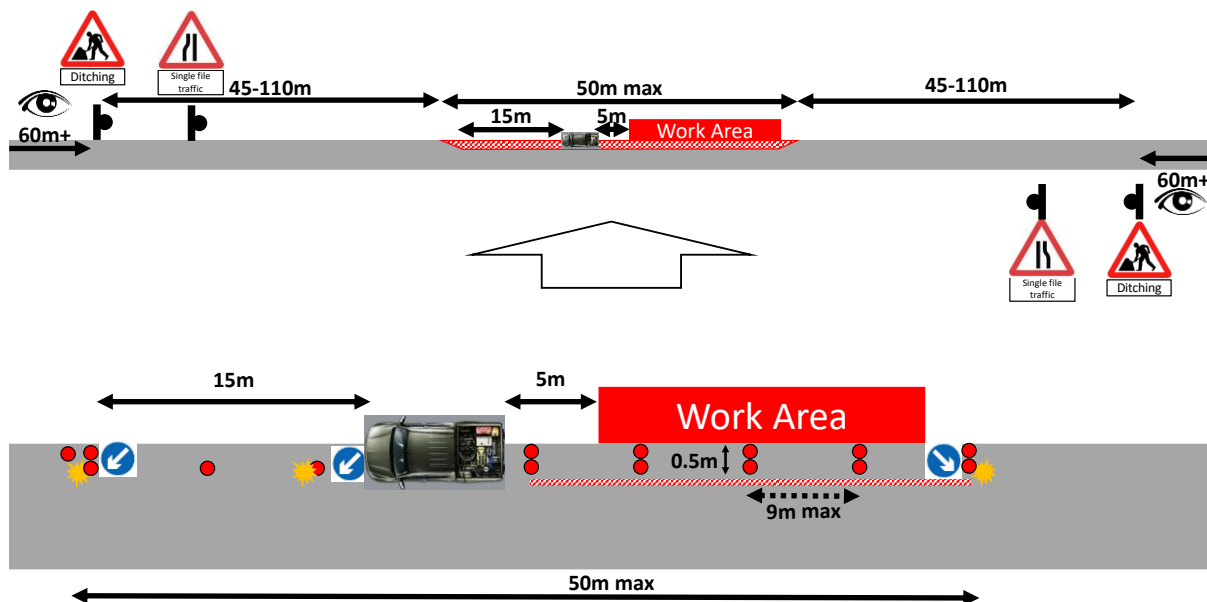 Ditching
Single file
traffic
45-110m
50m max
45-110m
60m+
15m
5m
Work Area
60m+
Single file
traffic
Ditching
15m
5m
Work Area
0.5m
9m max
50m max